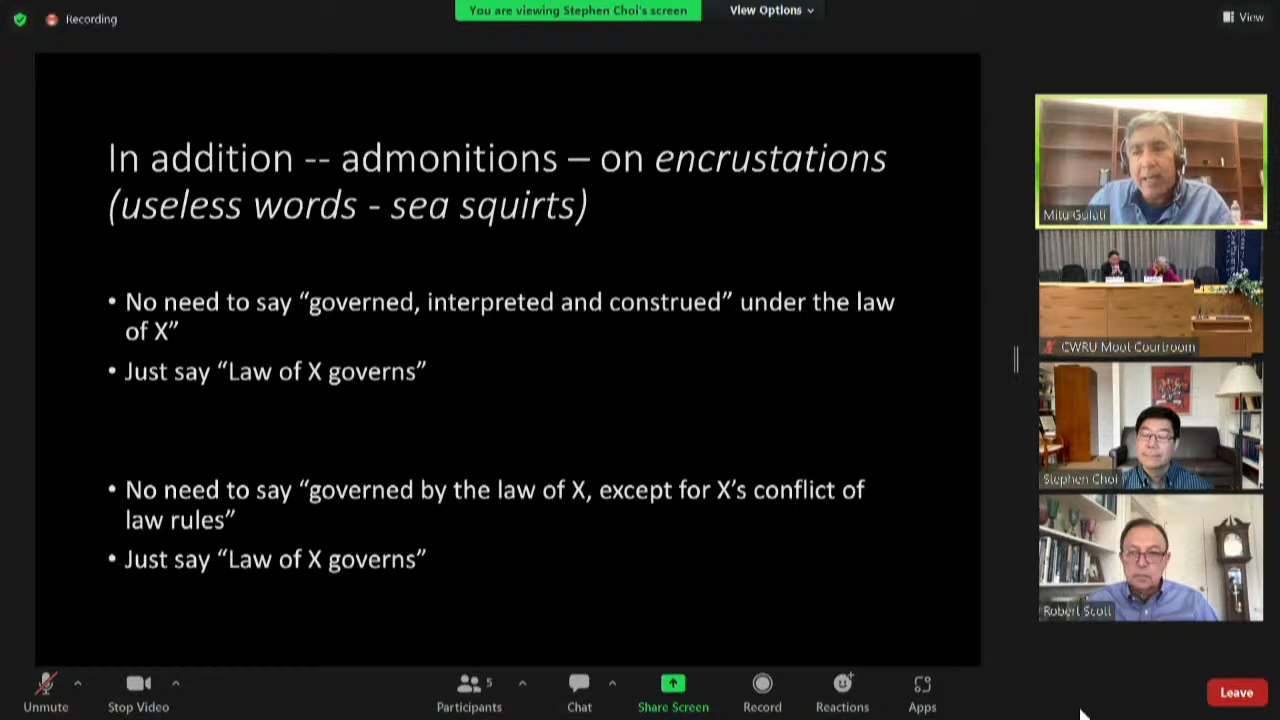 Recording
You are viewing Stephen Choi's screen
View Options
View
In addition -- admonitions – on encrustations
(useless words - sea squirts)
• No need to say “governed, interpreted and construed” under the law
of X”
• Just say “Law of X governs”
• No need to say “governed by the law of X, except for X’s conflict of
law rules”
• Just say “Law of X governs”
Mitu Gulati
CWRU Moot Courtroom
Stephen Choi
Robert Scott
Unmute
Stop Video
5
Participants
Chat
Share Screen
Record
Reactions
Apps
Leave